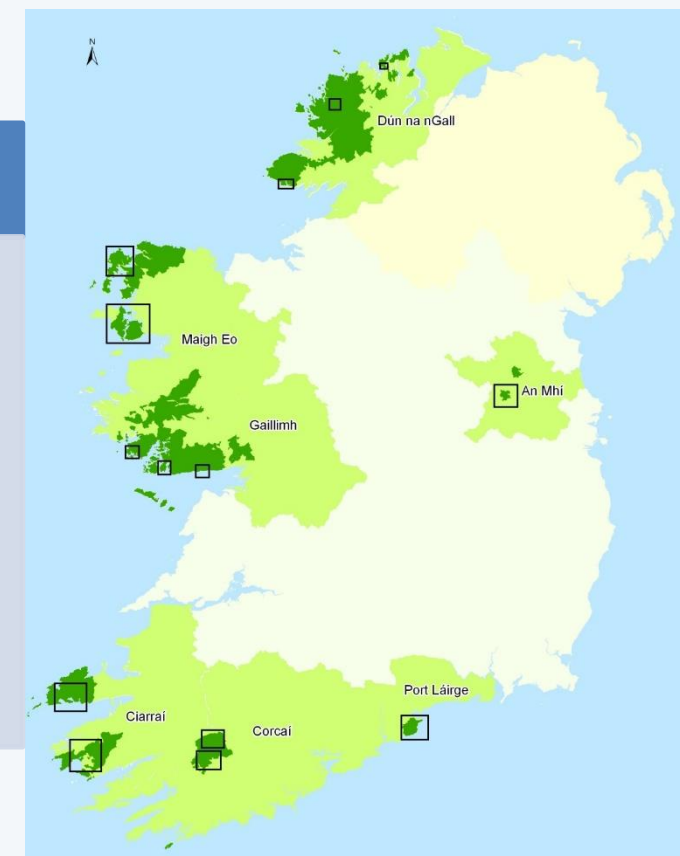 N
Dún na nGall
Maigh Eo
An Mhí
Gaillimh
Port Láirge
Ciarraí
Corcaí